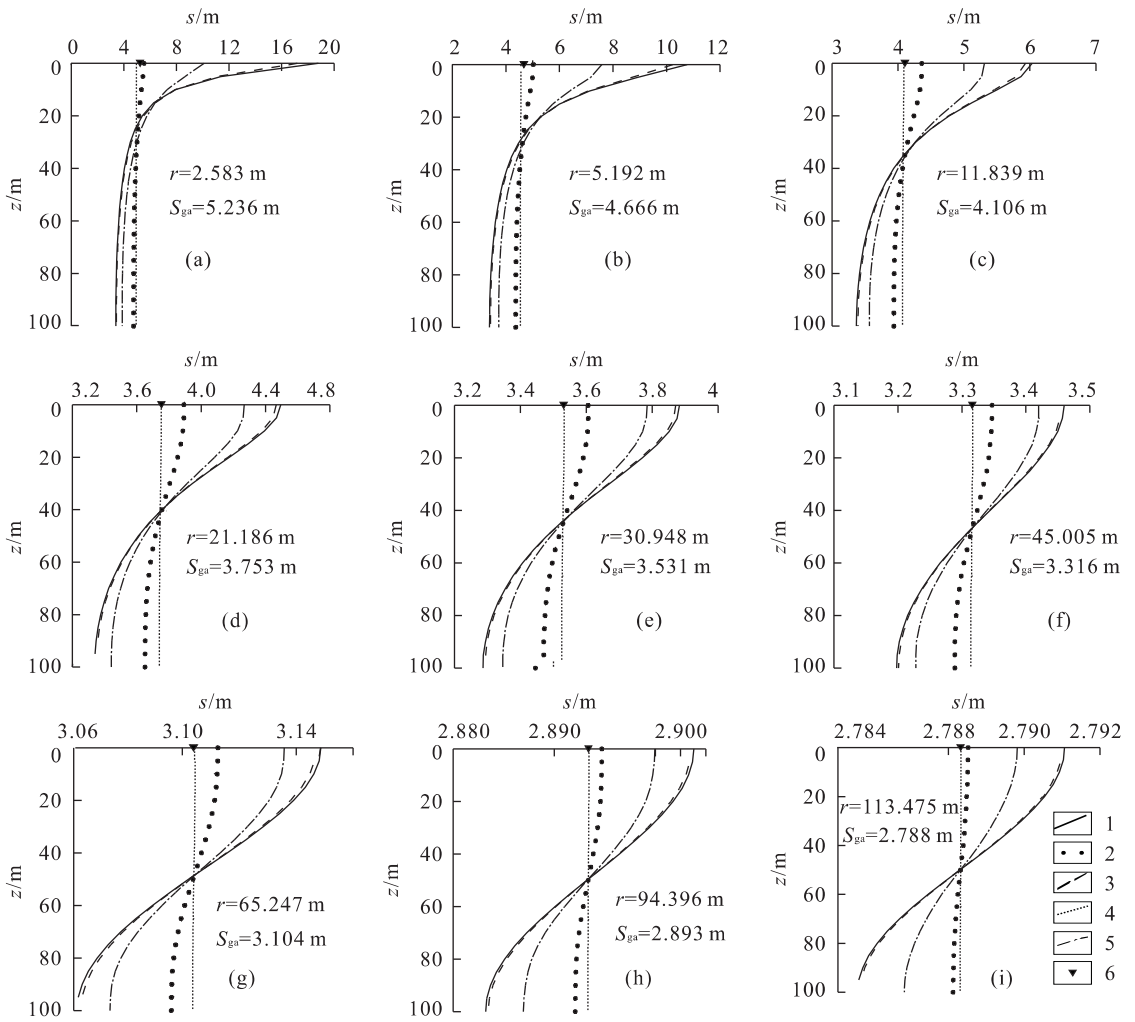 s/m s/m s/m
0 4 8 12 16 20 2 4 6 8 10 12 3 4 5 6 7
0 0 0
20 20 20
z/m 40 z/m 40 z/m 40
r=2.583 m r=5.192 m r=11.839 m
60 60 60
Sga=5.236 m Sga=4.666 m Sga=4.106 m
80 (a) 80 (b) 80 (c)
100 100 100
s/m s/m s/m
3.2 3.6 4.0 4.4 4.8 3.2 3.4 3.6 3.8 4 3.1 3.2 3.3 3.4 3.5
0 0 0
20 20 20
z/m 40 z/m 40 z/m 40
r=21.186 m r=30.948 m r=45.005 m
60 60 60
Sga=3.753 m Sga=3.531 m Sga=3.316 m
80 (d) 80 (e) 80 (f)
100 100 100
s/m s/m s/m
3.06 3.10 3.14 2.880 2.890 2.900 2.784 2.788 2.790 2.792
0 0 0
20 20 20
r=113.475 m
Sga=2.788 m
1
2
z/m 40 z/m 40 z/m 40
3
60 60 60
r=65.247 m r=94.396 m
4
Sga=3.104 m Sga=2.893 m
5
80 80 80
(g) (h) (i) 6
100 100 100